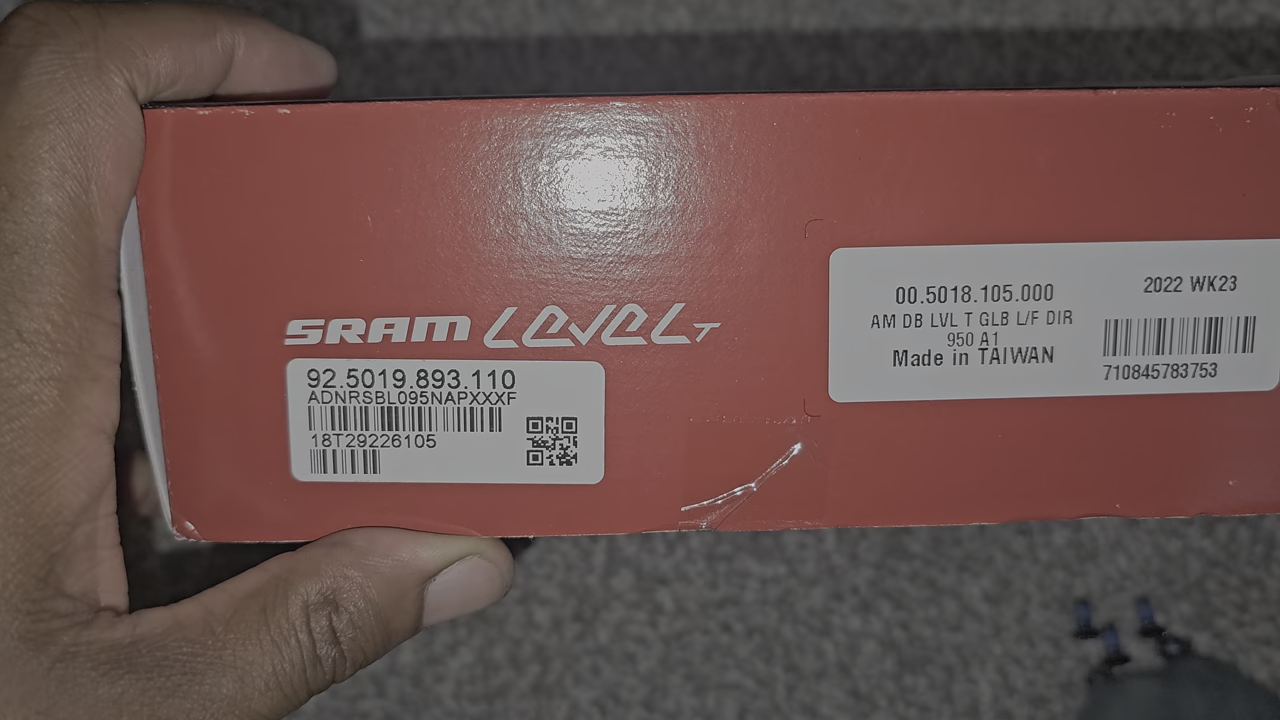 SRAM LEVEL T
92.5019.893.110
ADNRSBL095NAPXXXF
18T29226105
00.5018.105.000
AM DB LVL T GLB L/F DIR
950 A1
Made in TAIWAN
2022 WK23
710845783753